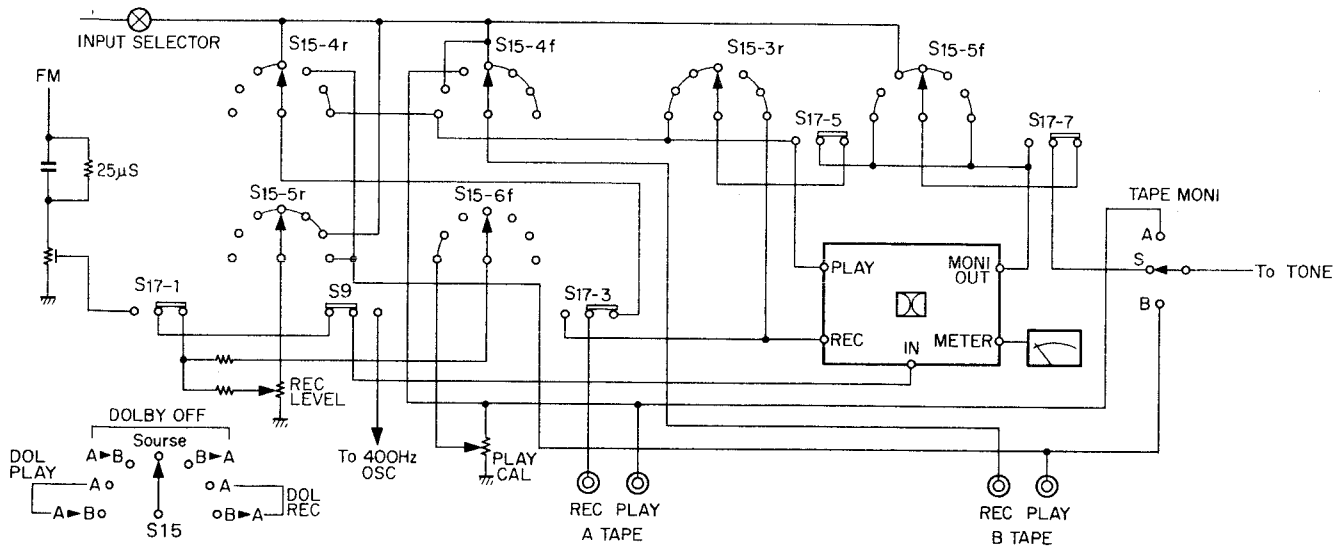 INPUT SELECTOR
S15-4r
S15-4f
S15-3r
S15-5f
FM
S17-5
S17-7
25μS
S15-5r
S15-6f
TAPE MONI
A
S
B
To TONE
PLAY
MONI
OUT
REC
IN
METER
S17-1
S9
S17-3
REC
LEVEL
DOLBY OFF
Sourse
A►B
B►A
DOL
PLAY
A
A
A►B
B►A
DOL
REC
S15
To 400Hz
OSC
PLAY
CAL
REC PLAY
A TAPE
REC PLAY
B TAPE